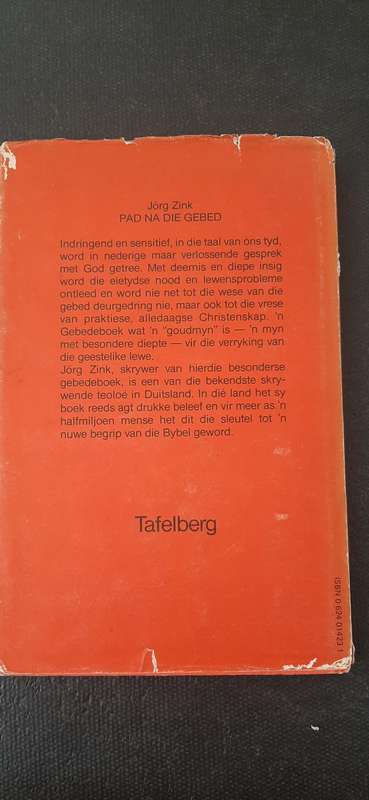 Jörg Zink
PAD NA DIE GEBED
Indringend en sensitief, in die taal van ons tyd,
word in nederige maar verlossende gesprek
met God getree. Met deernis en diepe insig
word die eietydse nood en lewensprobleme
ontleed en word nie net tot die wese van die
gebed deurgedring nie, maar ook tot die vrese
van praktiese, alledaagse Christenskap. 'n
Gebedeboek wat 'n "goudmyn" is — 'n myn
met besondere diepte — vir die verryking van
die geestelike lewe.
Jörg Zink, skrywer van hierdie besonderse
gebedeboek, is een van die bekendste skry-
wende teoloë in Duitsland. In dié land het sy
boek reeds agt drukke beleef en vir meer as 'n
halfmiljoen mense het dit die sleutel tot 'n
nuwe begrip van die Bybel geword.
Tafelberg
ISBN 0 624 01423 1